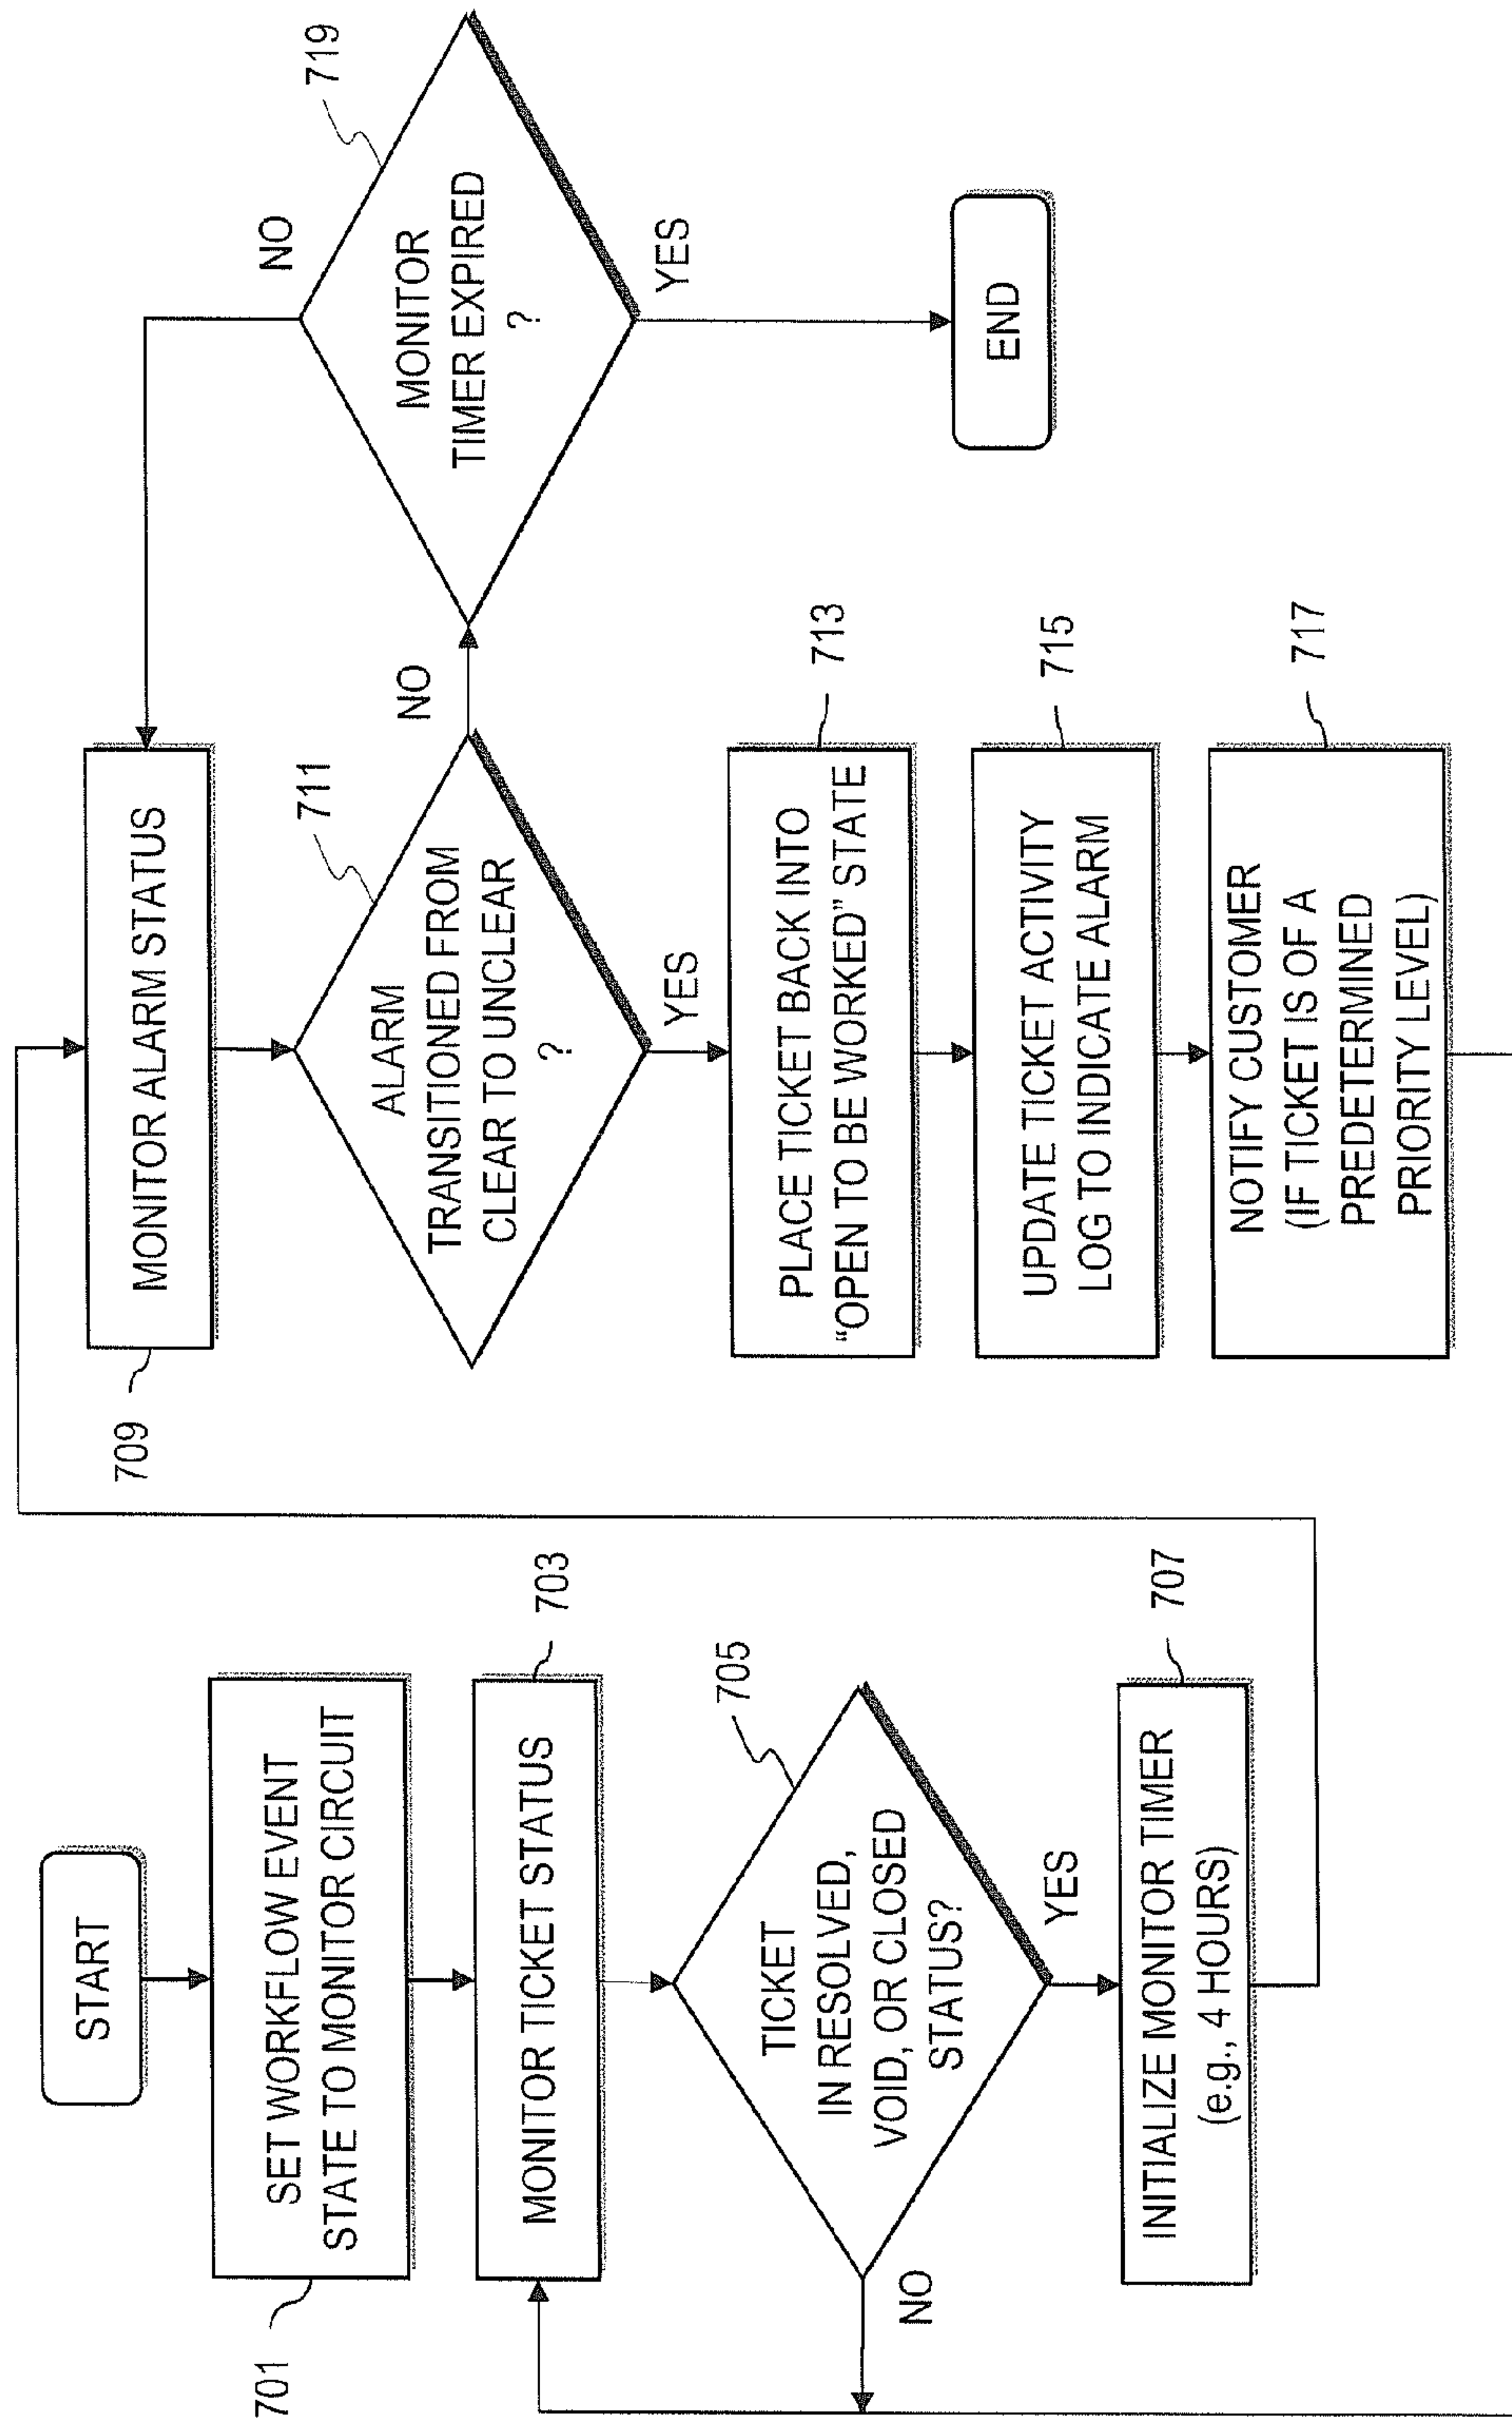 START
SET WORKFLOW EVENT
STATE TO MONITOR CIRCUIT
701
MONITOR TICKET STATUS
703
TICKET
IN RESOLVED,
VOID, OR CLOSED
STATUS?
705
NO
YES
INITIALIZE MONITOR TIMER
(e.g., 4 HOURS)
707
MONITOR ALARM STATUS
709
ALARM
TRANSITIONED FROM
CLEAR TO UNCLEAR
?
711
NO
YES
PLACE TICKET BACK INTO
“OPEN TO BE WORKED” STATE
713
UPDATE TICKET ACTIVITY
LOG TO INDICATE ALARM
715
NOTIFY CUSTOMER
(IF TICKET IS OF A
PREDETERMINED
PRIORITY LEVEL)
717
MONITOR
TIMER EXPIRED
?
719
NO
YES
END